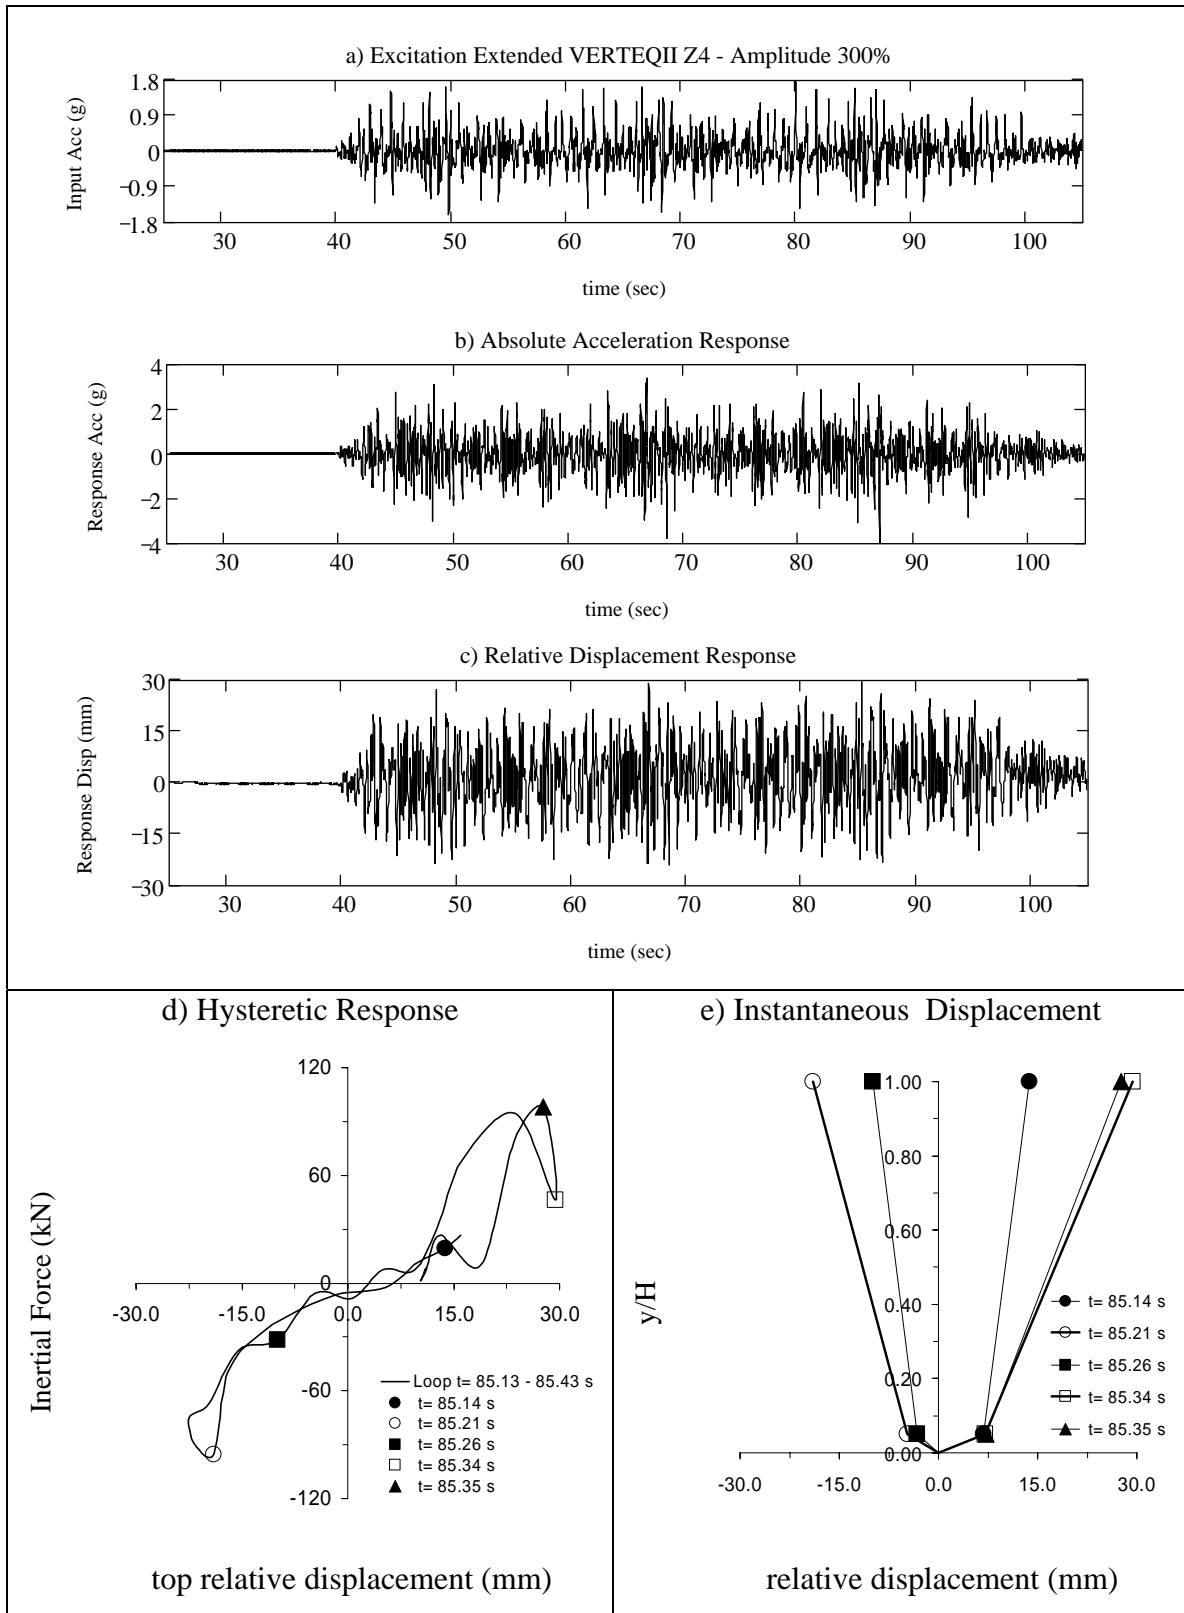 a) Excitation Extended VERTEQII Z4 - Amplitude 300%
Input Acc (g)
1.8
0.9
0
−0.9
−1.8
30 40 50 60 70 80 90 100
time (sec)
b) Absolute Acceleration Response
Response Acc (g)
4
2
0
−2
−4
30 40 50 60 70 80 90 100
time (sec)
c) Relative Displacement Response
Response Disp (mm)
30
15
0
−15
−30
30 40 50 60 70 80 90 100
time (sec)
d) Hysteretic Response
Inertial Force (kN)
120
60
0
-60
-120
-30.0 -15.0 0.0 15.0 30.0
Loop t= 85.13 - 85.43 s
t= 85.14 s
t= 85.21 s
t= 85.26 s
t= 85.34 s
t= 85.35 s
top relative displacement (mm)
e) Instantaneous Displacement
y/H
1.00
0.80
0.60
0.40
0.20
0.00
-30.0 -15.0 0.0 15.0 30.0
t= 85.14 s
t= 85.21 s
t= 85.26 s
t= 85.34 s
t= 85.35 s
relative displacement (mm)